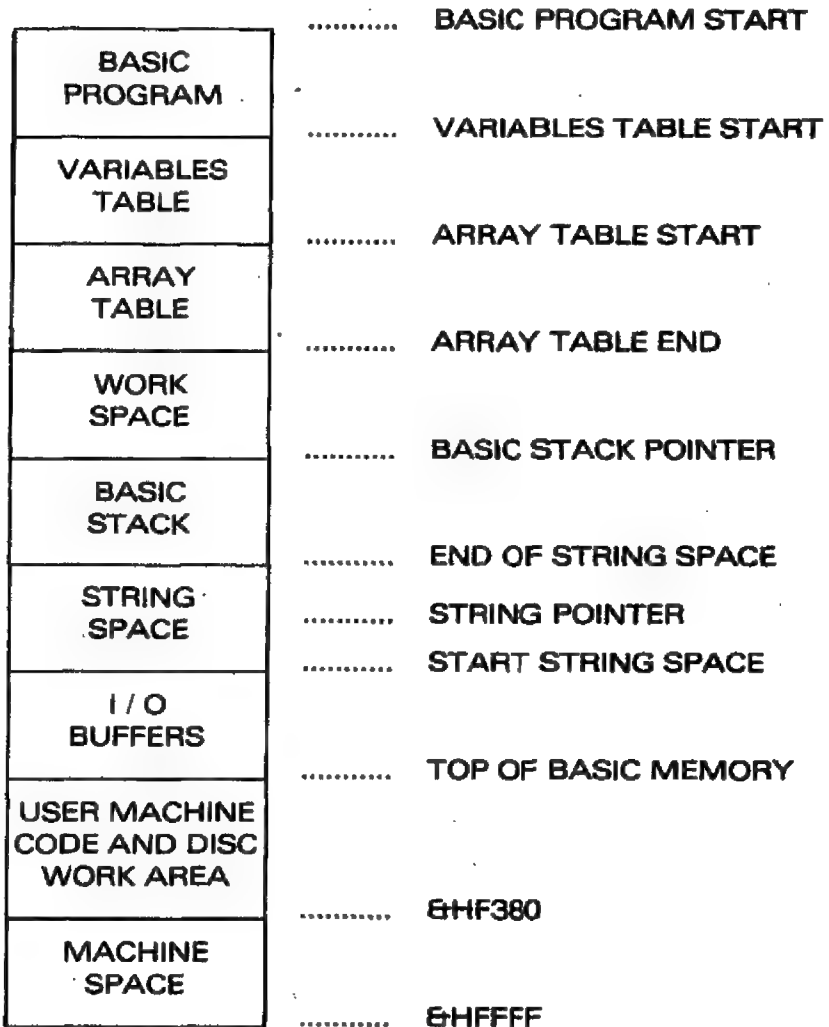 BASIC PROGRAM START
BASIC
PROGRAM
VARIABLES TABLE START
VARIABLES
TABLE
ARRAY TABLE START
ARRAY
TABLE
ARRAY TABLE END
WORK
SPACE
BASIC STACK POINTER
BASIC
STACK
END OF STRING SPACE
STRING
SPACE
STRING POINTER
START STRING SPACE
I / O
BUFFERS
TOP OF BASIC MEMORY
USER MACHINE
CODE AND DISC
WORK AREA
&HF380
MACHINE
SPACE
&HFFFF